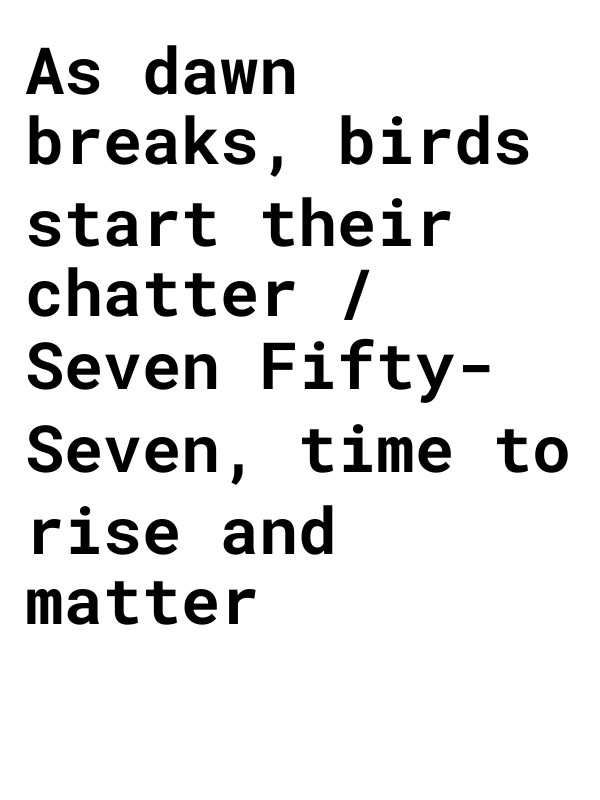 As dawn
breaks, birds
start their
chatter /
Seven Fifty-
Seven, time to
rise and
matter